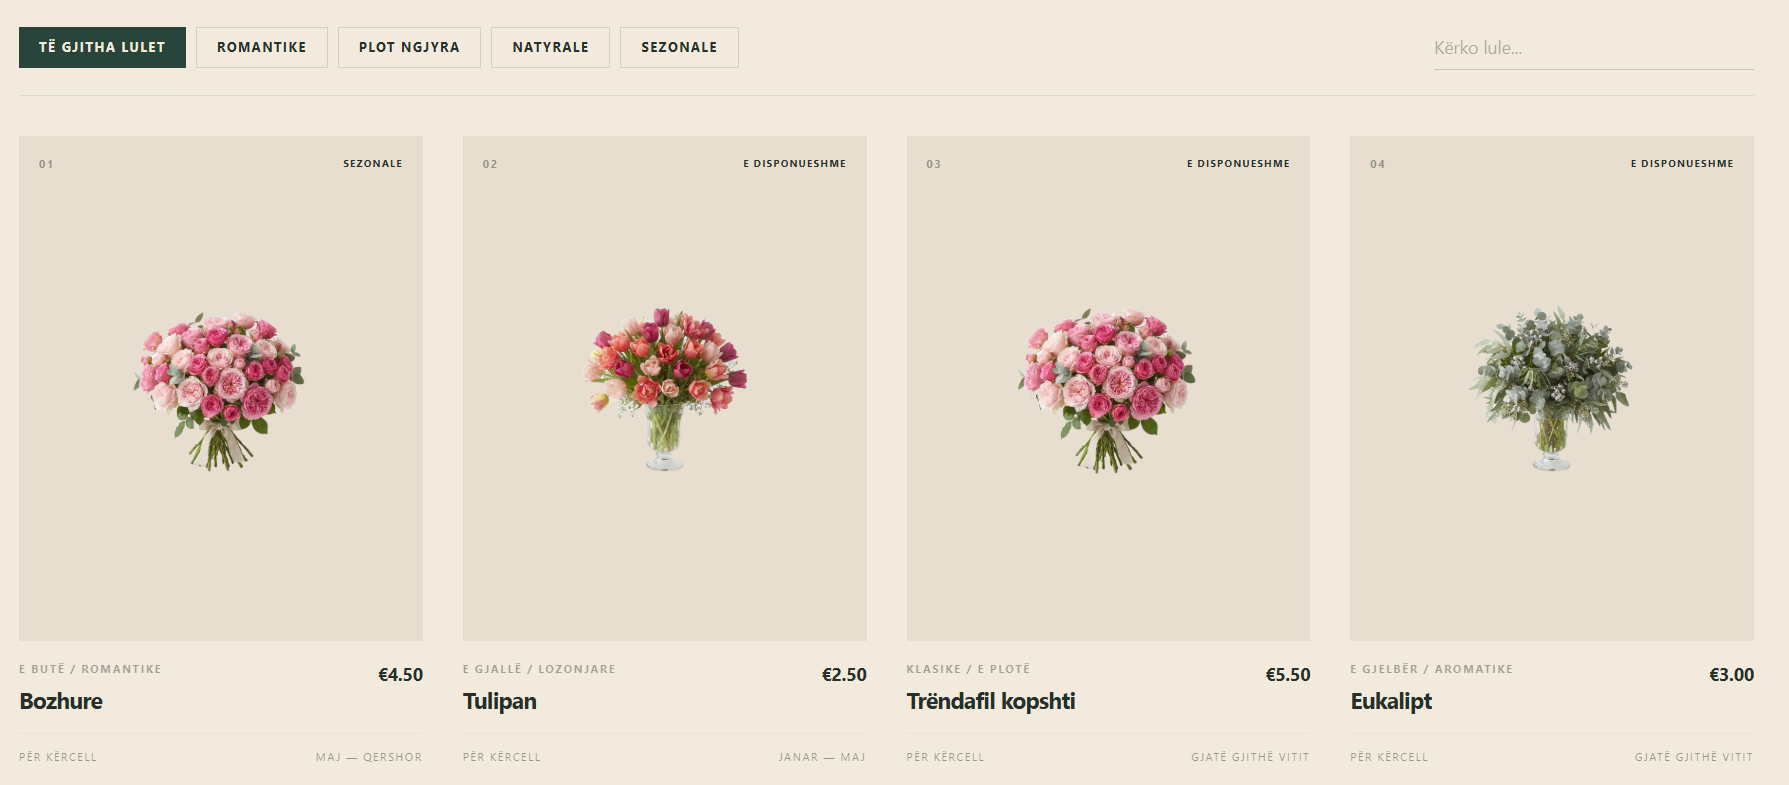 TË GJITHA LULET
ROMANTIKE
PLOT NGJYRA
NATYRALE
SEZONALE
Kërko lule...
01
SEZONALE
02
E DISPONUESHME
03
E DISPONUESHME
04
E DISPONUESHME
E BUTË / ROMANTIKE
€4.50
Bozhure
PËR KËRCELL
MAJ — QERSHOR
E GJALLË / LOZONJARE
€2.50
Tulipan
PËR KËRCELL
JANAR — MAJ
KLASIKE / E PLOTË
€5.50
Trëndafil kopshti
PËR KËRCELL
GJATË GJITHË VITIT
E GJELBËR / AROMATIKE
€3.00
Eukalipt
PËR KËRCELL
GJATË GJITHË VITIT